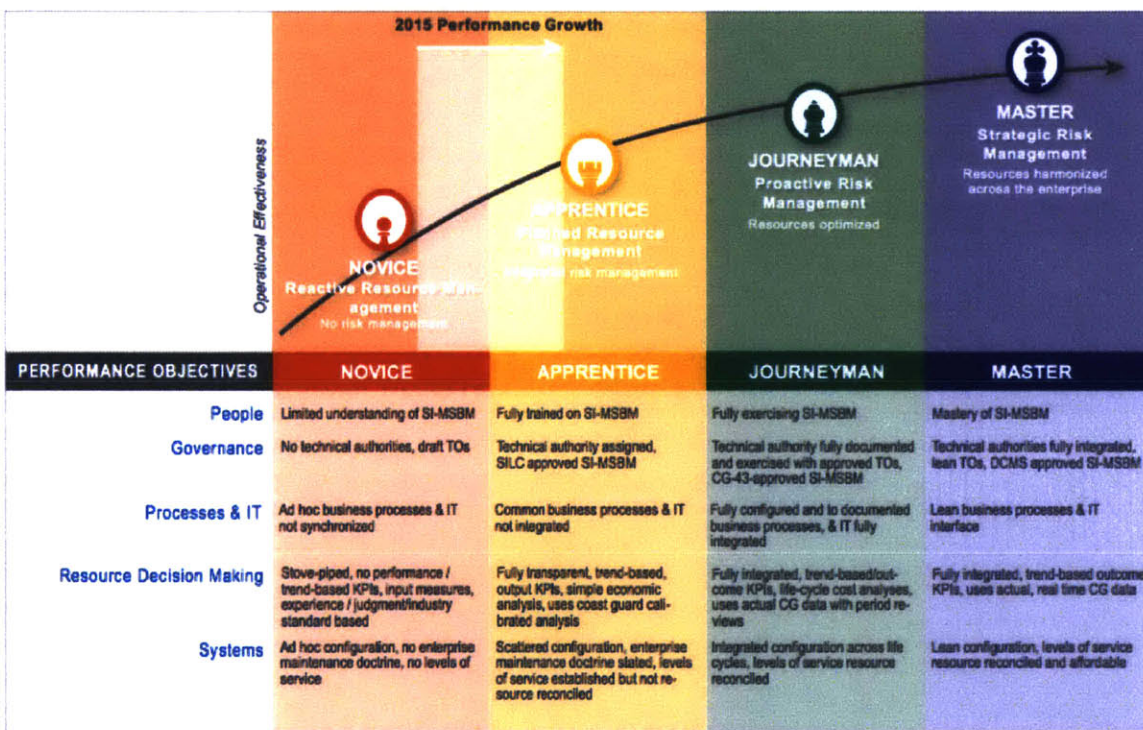 2015 Performance Growth
Operational Effectiveness
NOVICE
Reactive Resource Man-
agement
No risk management
APPRENTICE
Resource
Management
risk management
JOURNEYMAN
Proactive Risk
Management
Resources optimized
MASTER
Strategic Risk
Management
Resources harmonized
across the enterprise
PERFORMANCE OBJECTIVES
NOVICE
APPRENTICE
JOURNEYMAN
MASTER
People
Limited understanding of SI-MSBM
Fully trained on SI-MSBM
Fully exercising SI-MSBM
Mastery of SI-MSBM
Governance
No technical authorities, draft TOs
Technical authority assigned,
SILC approved SI-MSBM
Technical authority fully documented
and exercised with approved TOs,
CG-43-approved SI-MSBM
Technical authorities fully integrated,
lean TOs, DCMS approved SI-MSBM
Processes & IT
Ad hoc business processes & IT
not synchronized
Common business processes & IT
not integrated
Fully configured and to documented
business processes, & IT fully
integrated
Lean business processes & IT
interface
Resource Decision Making
Stove-piped, no performance /
trend-based KPIs, input measures,
experience / judgment/industry
standard based
Fully transparent, trend-based,
output KPIs, simple economic
analysis, uses coast guard cali-
brated analysis
Fully integrated, trend-based/out-
come KPIs, life-cycle cost analyses,
uses actual CG data with period re-
views
Fully integrated, trend-based outcome
KPIs, uses actual, real time CG data
Systems
Ad hoc configuration, no enterprise
maintenance doctrine, no levels of
service
Scattered configuration, enterprise
maintenance doctrine stated, levels
of service established but not re-
source reconciled
Integrated configuration across life
cycles, levels of service resource
reconciled
Lean configuration, levels of service
resource reconciled and affordable